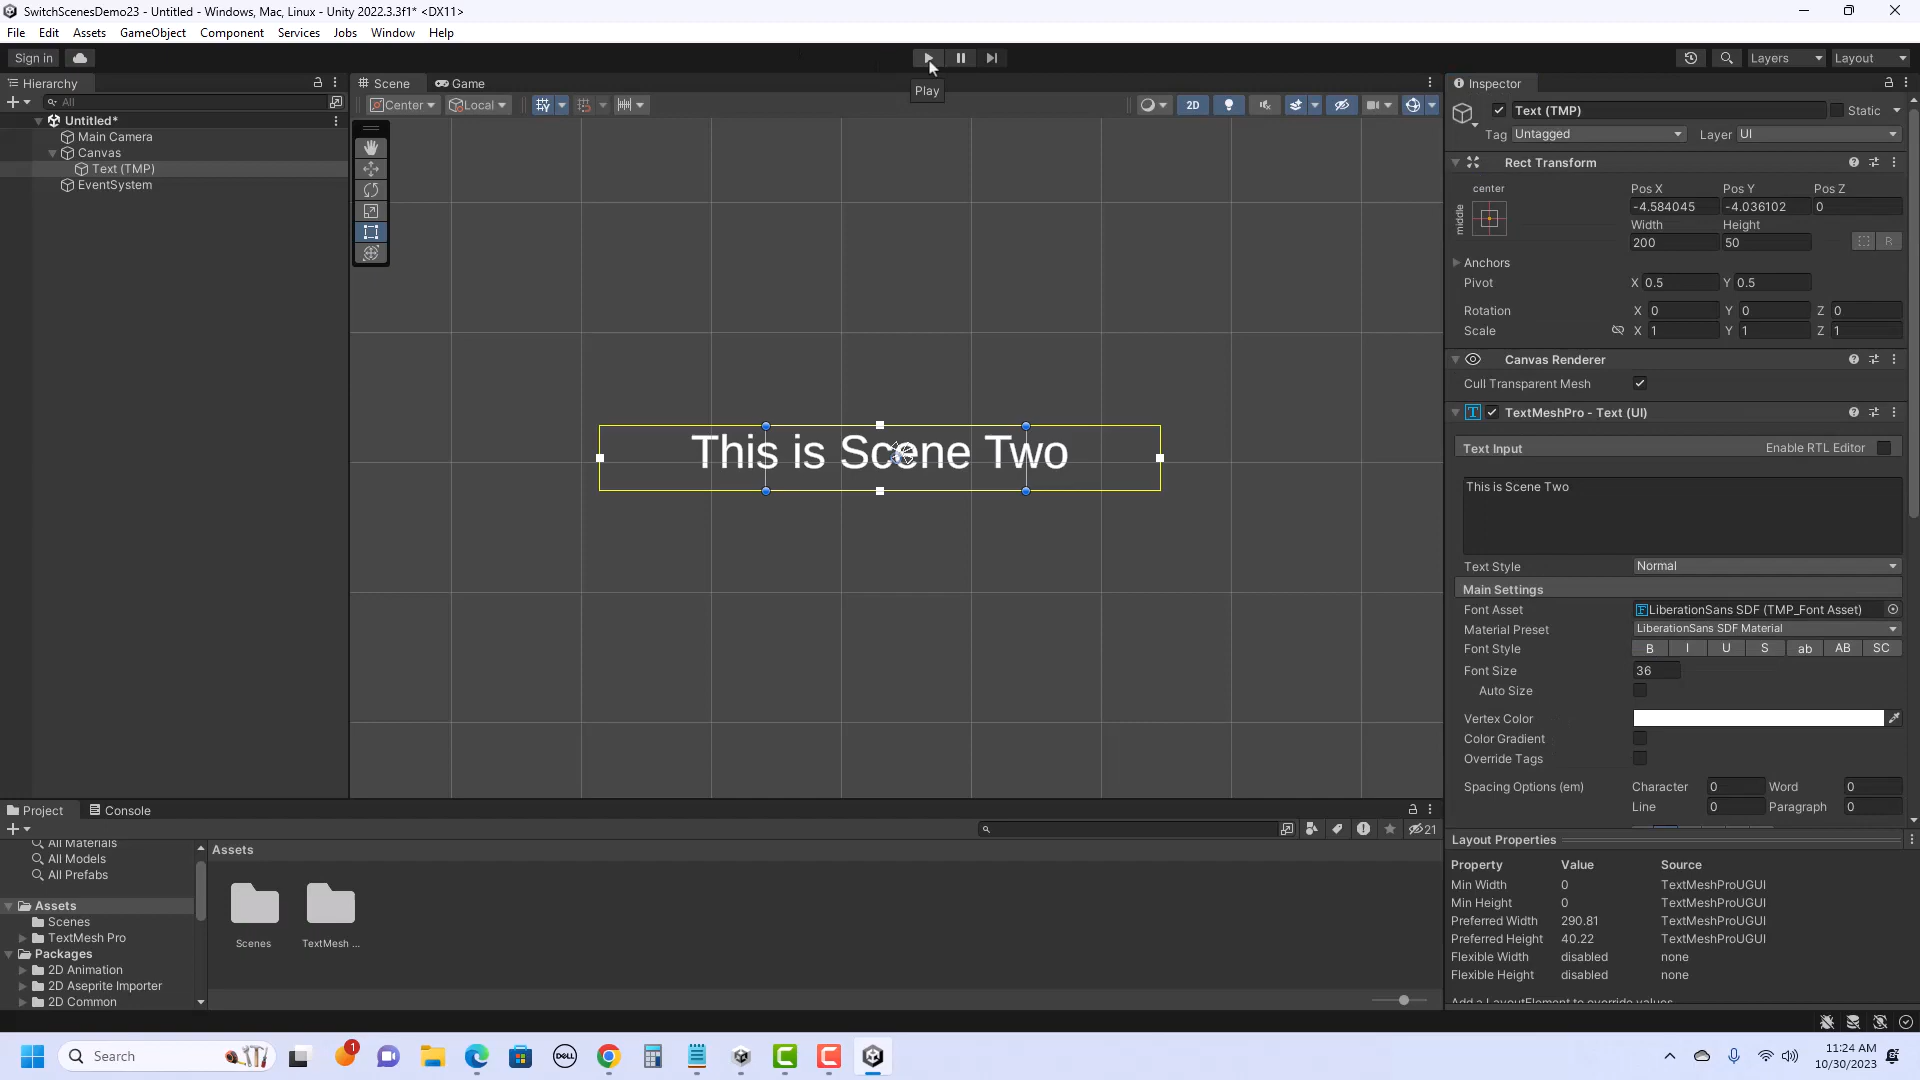 SwitchScenesDemo23 - Untitled - Windows, Mac, Linux - Unity 2022.3.3f1* <DX11>
File Edit Assets GameObject Component Services Jobs Window Help
Sign in
Layers Layout
Play
Hierarchy
All
Untitled*
Main Camera
Canvas
Text (TMP)
EventSystem
Scene Game
Center Local
2D
This is Scene Two
Inspector
Text (TMP) Static
Tag Untagged Layer UI
Rect Transform
center
middle
Pos X Pos Y Pos Z
-4.584045 -4.036102 0
Width Height
200 50
R
Anchors
Pivot X 0.5 Y 0.5
Rotation X 0 Y 0 Z 0
Scale X 1 Y 1 Z 1
Canvas Renderer
Cull Transparent Mesh
TextMeshPro - Text (UI)
Text Input Enable RTL Editor
This is Scene Two
Text Style Normal
Main Settings
Font Asset LiberationSans SDF (TMP_Font Asset)
Material Preset LiberationSans SDF Material
Font Style B I U S ab AB SC
Font Size 36
Auto Size
Vertex Color
Color Gradient
Override Tags
Spacing Options (em) Character 0 Word 0
Line 0 Paragraph 0
Layout Properties
Property Value Source
Min Width 0 TextMeshProUGUI
Min Height 0 TextMeshProUGUI
Preferred Width 290.81 TextMeshProUGUI
Preferred Height 40.22 TextMeshProUGUI
Flexible Width disabled none
Flexible Height disabled none
Add a LayoutElement to override values
Project Console
21
All Materials
All Models
All Prefabs
Assets
Scenes
TextMesh Pro
Packages
2D Animation
2D Aseprite Importer
2D Common
Assets
Scenes
TextMesh ...
Search
1
DELL
11:24 AM
10/30/2023